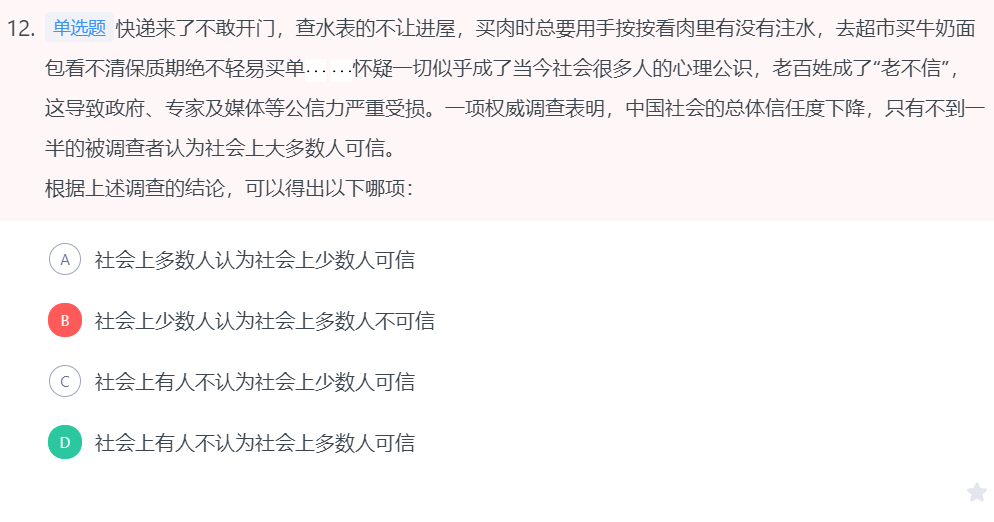 12. 单选题 快递来了不敢开门，查水表的不让进屋，买肉时总要用手按按看肉里有没有注水，去超市买牛奶面
包看不清保质期绝不轻易买单… …怀疑一切似乎成了当今社会很多人的心理公识，老百姓成了“老不信”，
这导致政府、专家及媒体等公信力严重受损。一项权威调查表明，中国社会的总体信任度下降，只有不到一
半的被调查者认为社会上大多数人可信。
根据上述调查的结论，可以得出以下哪项：
A 社会上多数人认为社会上少数人可信
B 社会上少数人认为社会上多数人不可信
C 社会上有人不认为社会上少数人可信
D 社会上有人不认为社会上多数人可信